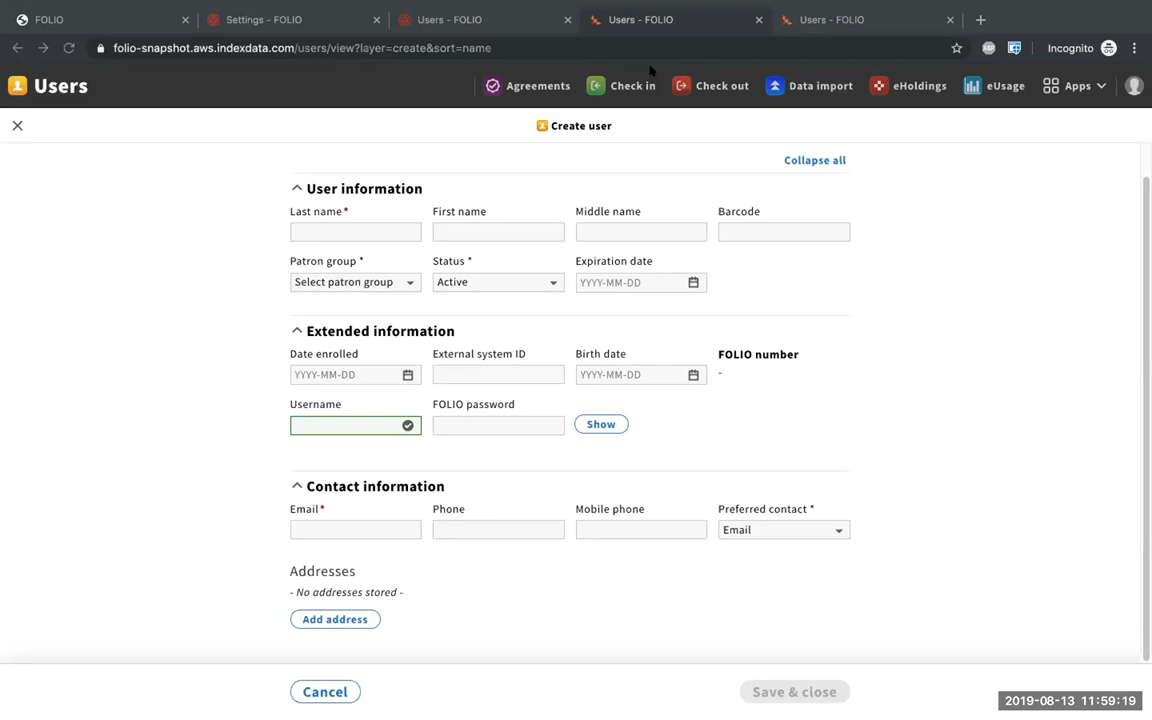 FOLIO
Settings - FOLIO
Users - FOLIO
Users - FOLIO
Users - FOLIO
folio-snapshot.aws.indexdata.com/users/view?layer=create&sort=name
ABP
Incognito
Users
Agreements
Check in
Check out
Data import
eHoldings
eUsage
Apps
Create user
Collapse all
User information
Last name* First name Middle name Barcode
Patron group * Status * Expiration date
Select patron group Active YYYY-MM-DD
Extended information
Date enrolled External system ID Birth date FOLIO number
YYYY-MM-DD YYYY-MM-DD -
Username FOLIO password
Show
Contact information
Email* Phone Mobile phone Preferred contact *
Email
Addresses
- No addresses stored -
Add address
Cancel Save & close
2019-08-13 11:59:19